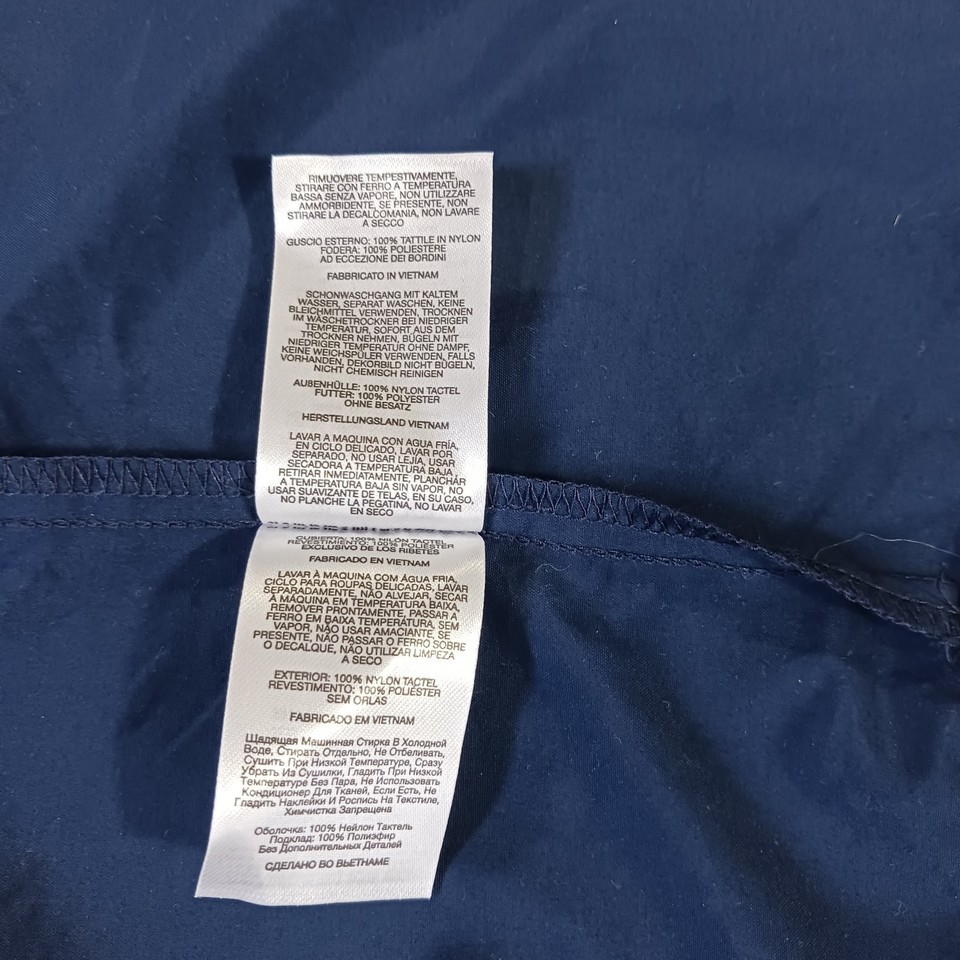 RIMUOVERE TEMPESTIVAMENTE,
STIRARE CON FERRO A TEMPERATURA
BASSA SENZA VAPORE, NON UTILIZZARE
AMMORBIDENTE, SE PRESENTE, NON
STIRARE LA DECALCOMANIA, NON LAVARE
A SECCO
GUSCIO ESTERNO: 100% TATTILE IN NYLON
FODERA: 100% POLIESTERE
AD ECCEZIONE DEI BORDINI
FABBRICATO IN VIETNAM
SCHONWASCHGANG MIT KALTEM
WASSER, SEPARAT WASCHEN, KEINE
BLEICHMITTEL VERWENDEN, TROCKNEN
IM WÄSCHETROCKNER BEI NIEDRIGER
TEMPERATUR, SOFORT AUS DEM
TROCKNER NEHMEN, BÜGELN MIT
NIEDRIGER TEMPERATUR OHNE DAMPF,
KEINE WEICHSPÜLER VERWENDEN, FALLS
VORHANDEN, DEKORBILD NICHT BÜGELN,
NICHT CHEMISCH REINIGEN
AUßENHÜLLE: 100% NYLON TACTEL
FUTTER: 100% POLYESTER
OHNE BESATZ
HERSTELLUNGSLAND VIETNAM
LAVAR A MAQUINA CON AGUA FRÍA,
EN CICLO DELICADO, LAVAR POR
SEPARADO, NO USAR LEJÍA, USAR
SECADORA A TEMPERATURA BAJA,
RETIRAR INMEDIATAMENTE, PLANCHAR
A TEMPERATURA BAJA SIN VAPOR, NO
USAR SUAVIZANTE DE TELAS, EN SU CASO,
NO PLANCHE LA PEGATINA, NO LAVAR
EN SECO
CUBIERTA: 100% NILÓN TACTEL
REVESTIMIENTO: 100% POLIÉSTER
EXCLUSIVO DE LOS RIBETES
FABRICADO EN VIETNAM
LAVAR À MAQUINA COM ÁGUA FRIA,
CICLO PARA ROUPAS DELICADAS, LAVAR
SEPARADAMENTE, NÃO ALVEJAR, SECAR
À MÁQUINA EM TEMPERATURA BAIXA,
REMOVER PRONTAMENTE, PASSAR A
FERRO EM BAIXA TEMPERATURA, SEM
VAPOR, NÃO USAR AMACIANTE, SE
PRESENTE, NÃO PASSAR O FERRO SOBRE
O DECALQUE, NÃO UTILIZAR LIMPEZA
A SECO
EXTERIOR: 100% NYLON TACTEL
REVESTIMENTO: 100% POLIÉSTER
SEM ORLAS
FABRICADO EM VIETNAM
Щадящая Машинная Стирка В Холодной
Воде, Стирать Отдельно, Не Отбеливать,
Сушить При Низкой Температуре, Сразу
Убрать Из Сушилки, Гладить При Низкой
Температуре Без Пара, Не Использовать
Кондиционер Для Тканей, Если Есть, Не
Гладить Наклейки И Роспись На Текстиле,
Химчистка Запрещена
Оболочка: 100% Нейлон Тактель
Подклад: 100% Полиэфир
Без Дополнительных Деталей
СДЕЛАНО ВО ВЬЕТНАМЕ